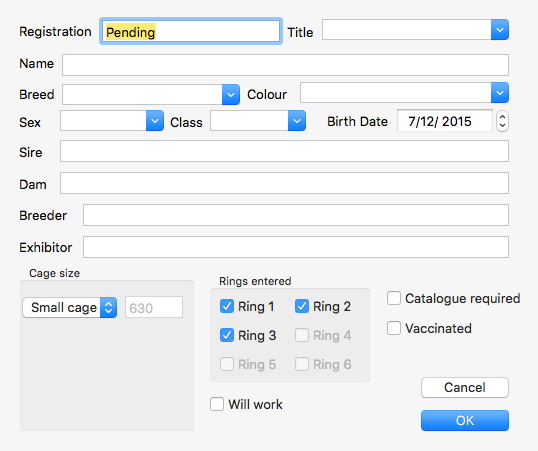 Registration Pending Title
Name
Breed Colour
Sex Class Birth Date 7/12/ 2015
Sire
Dam
Breeder
Exhibitor
Cage size
Small cage 630
Rings entered
Ring 1 Ring 2
Ring 3 Ring 4
Ring 5 Ring 6
Will work
Catalogue required
Vaccinated
Cancel
OK